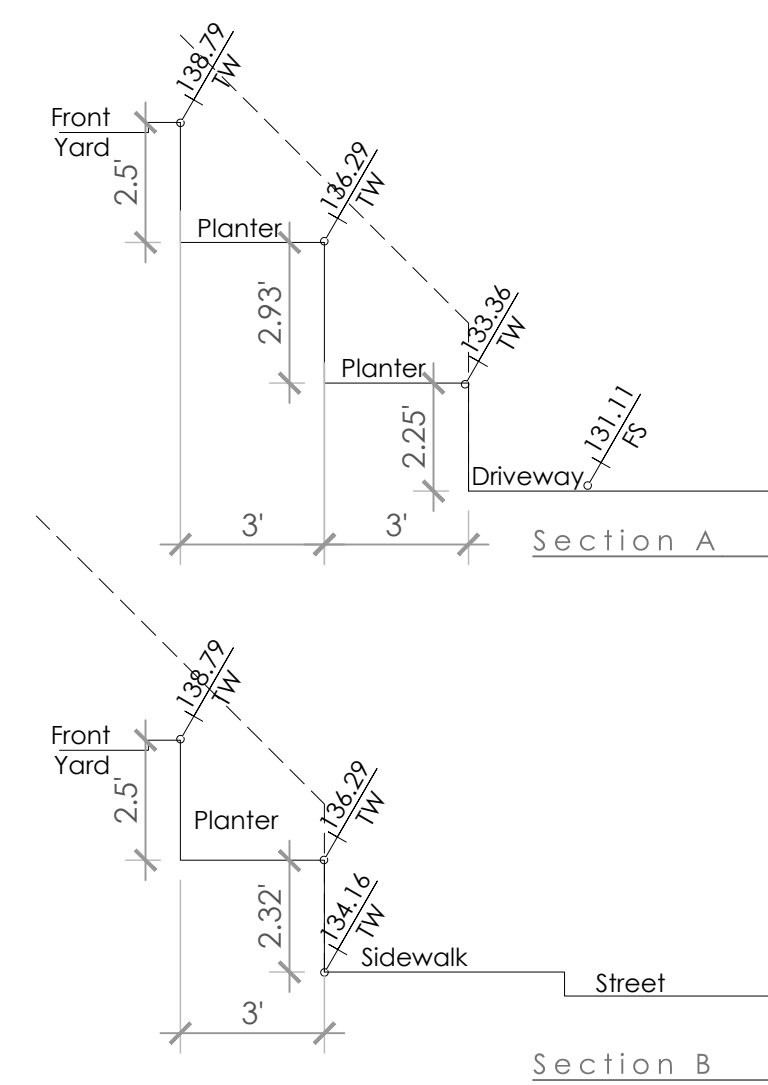 138.79
TW
Front
Yard
2.5'
136.29
TW
Planter
2.93'
133.36
TW
Planter
2.25'
131.11
FS
Driveway
3'
3'
Section A
138.79
TW
Front
Yard
2.5'
136.29
TW
Planter
2.32'
134.16
TW
Sidewalk
Street
3'
Section B